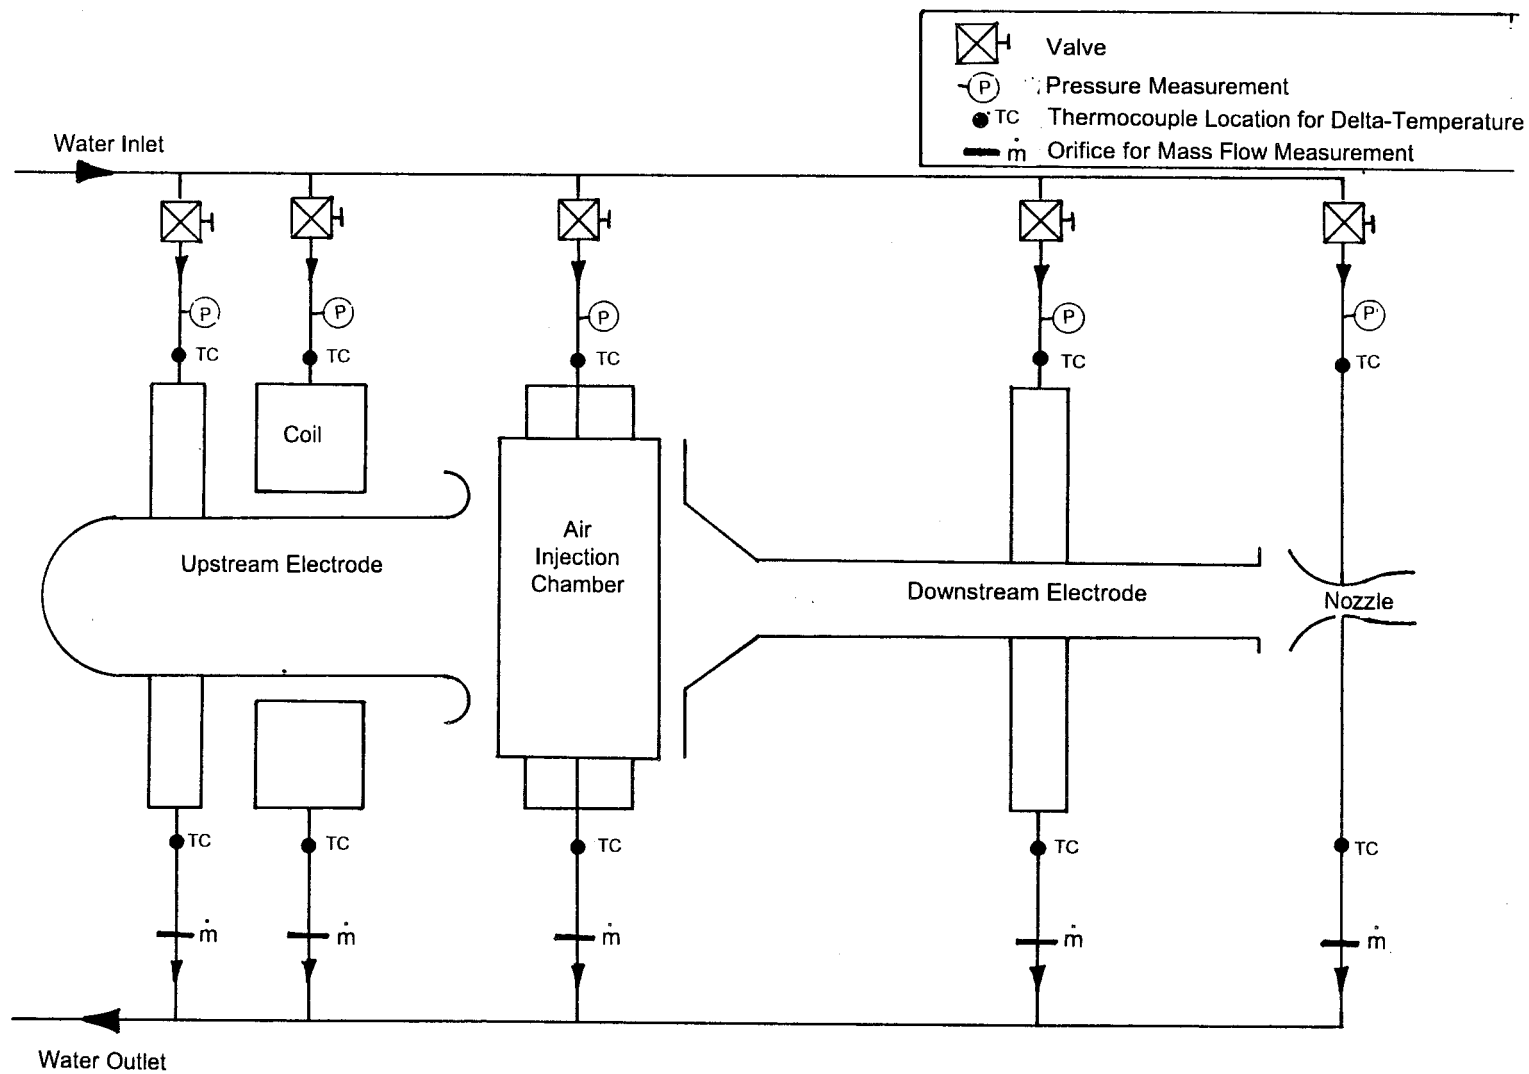 Valve
P Pressure Measurement
TC Thermocouple Location for Delta-Temperature
ṁ Orifice for Mass Flow Measurement
Water Inlet
P P P P P
TC TC TC TC TC
Coil
Air
Injection
Chamber
Upstream Electrode
Downstream Electrode
Nozzle
TC TC TC TC TC
ṁ ṁ ṁ ṁ ṁ
Water Outlet